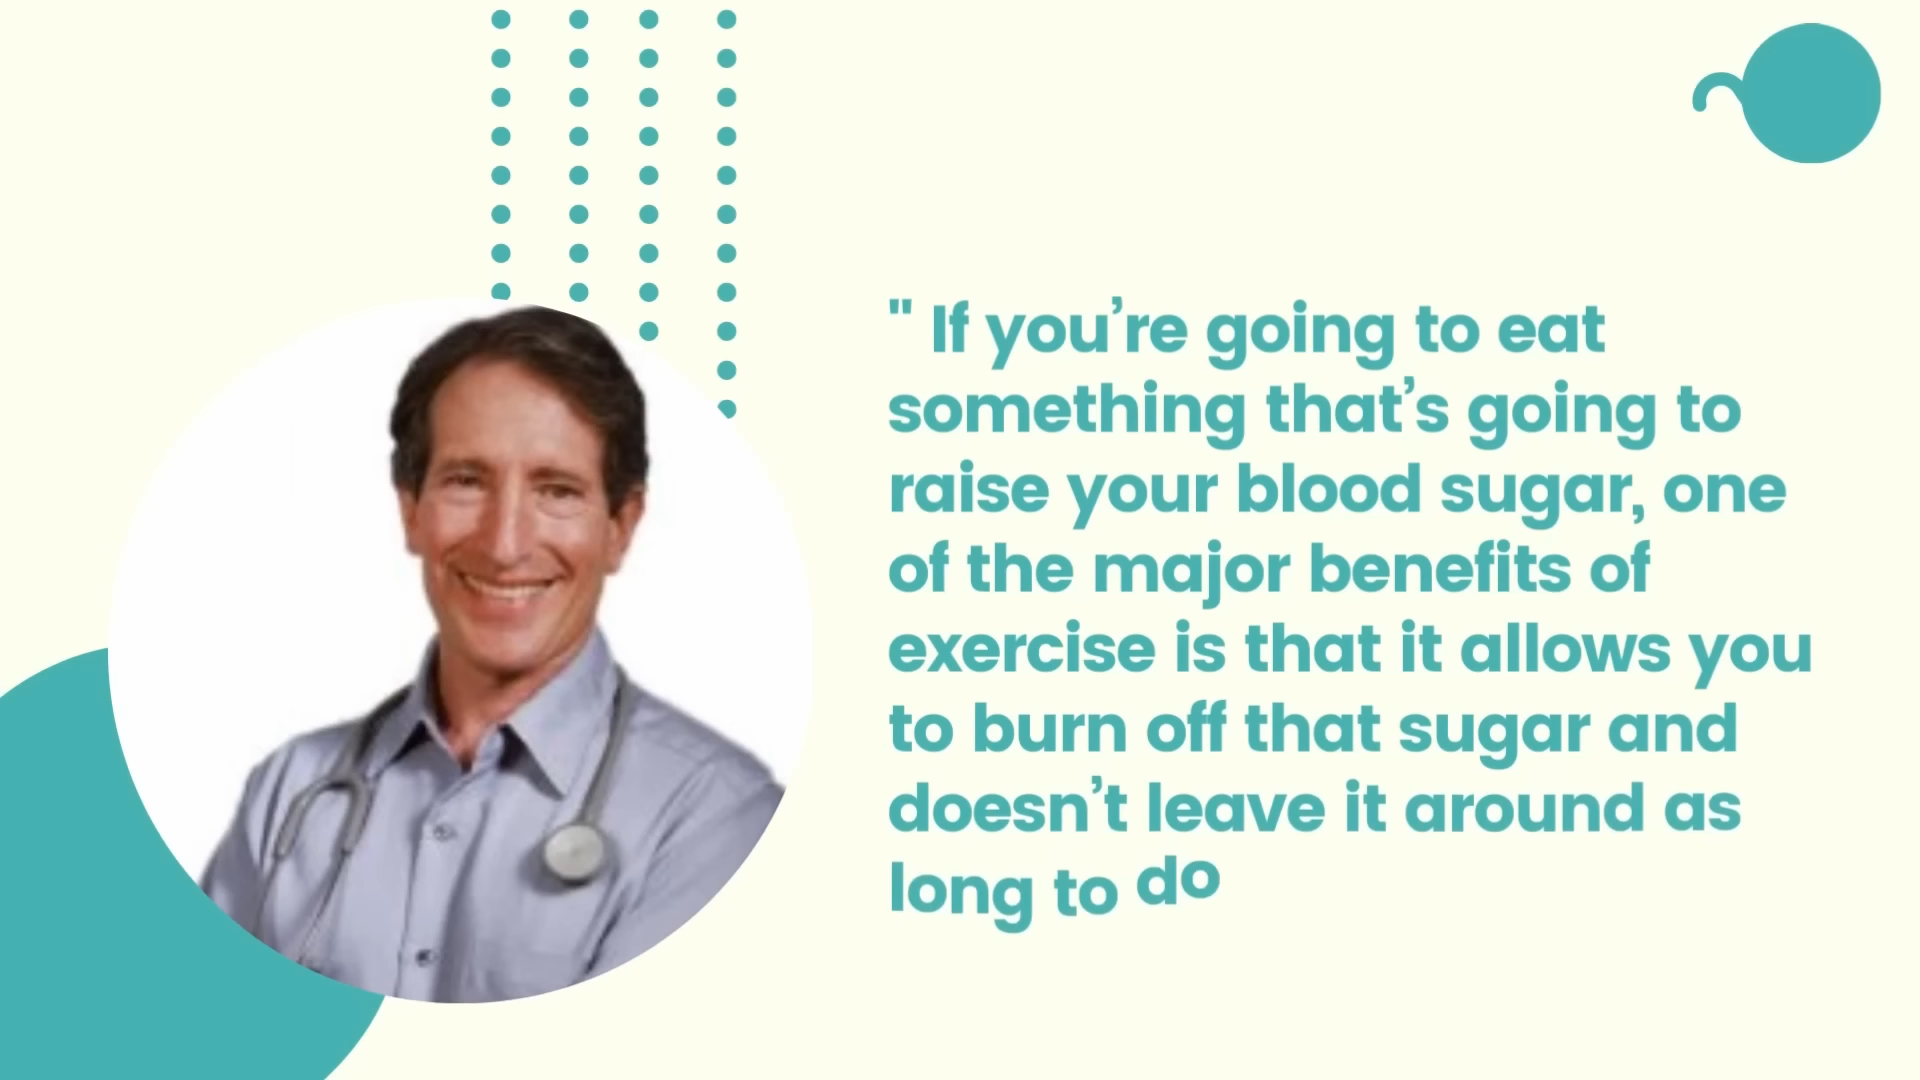 " If you’re going to eat
something that’s going to
raise your blood sugar, one
of the major benefits of
exercise is that it allows you
to burn off that sugar and
doesn’t leave it around as
long to do